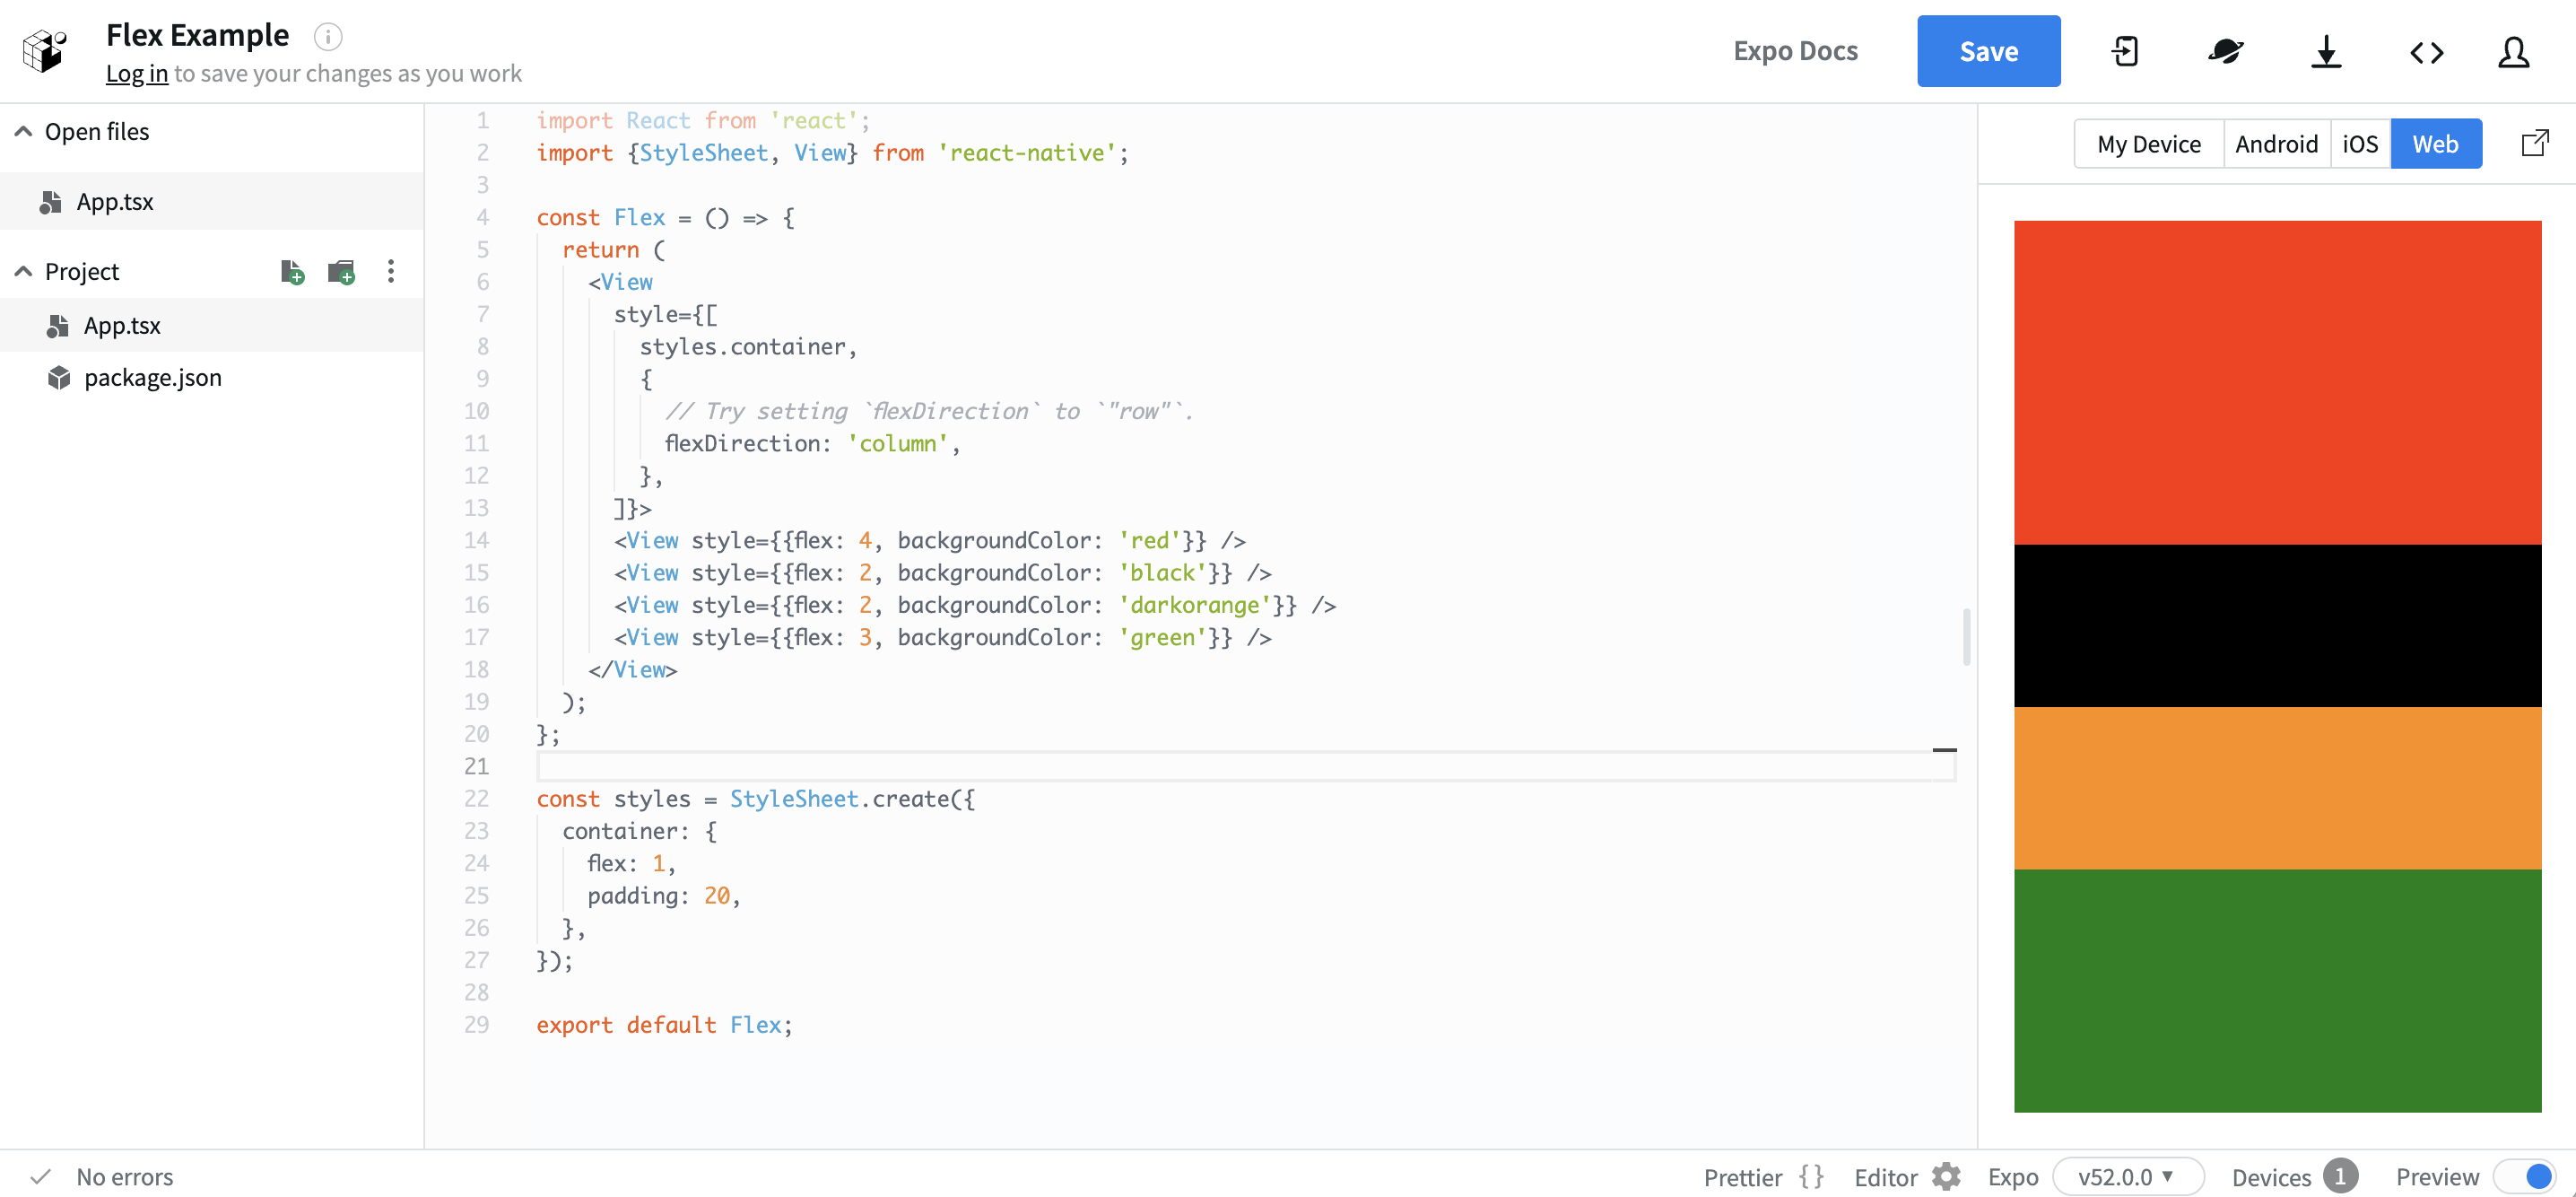 Flex Example
Log in to save your changes as you work
Expo Docs
Save
Open files
App.tsx
Project
App.tsx
package.json
1 import React from 'react';
2 import {StyleSheet, View} from 'react-native';
3
4 const Flex = () => {
5 return (
6 <View
7 style={[
8 styles.container,
9 {
10 // Try setting `flexDirection` to `"row"`.
11 flexDirection: 'column',
12 },
13 ]}>
14 <View style={{flex: 4, backgroundColor: 'red'}} />
15 <View style={{flex: 2, backgroundColor: 'black'}} />
16 <View style={{flex: 2, backgroundColor: 'darkorange'}} />
17 <View style={{flex: 3, backgroundColor: 'green'}} />
18 </View>
19 );
20 };
21
22 const styles = StyleSheet.create({
23 container: {
24 flex: 1,
25 padding: 20,
26 },
27 });
28
29 export default Flex;
My Device Android iOS Web
No errors
Prettier {} Editor Expo v52.0.0 ▼ Devices 1 Preview